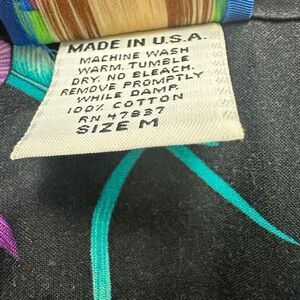 MADE IN U.S.A.
MACHINE WASH
WARM. TUMBLE
DRY. NO BLEACH.
REMOVE PROMPTLY
WHILE DAMP.
100% COTTON
RN 47837
SIZE M